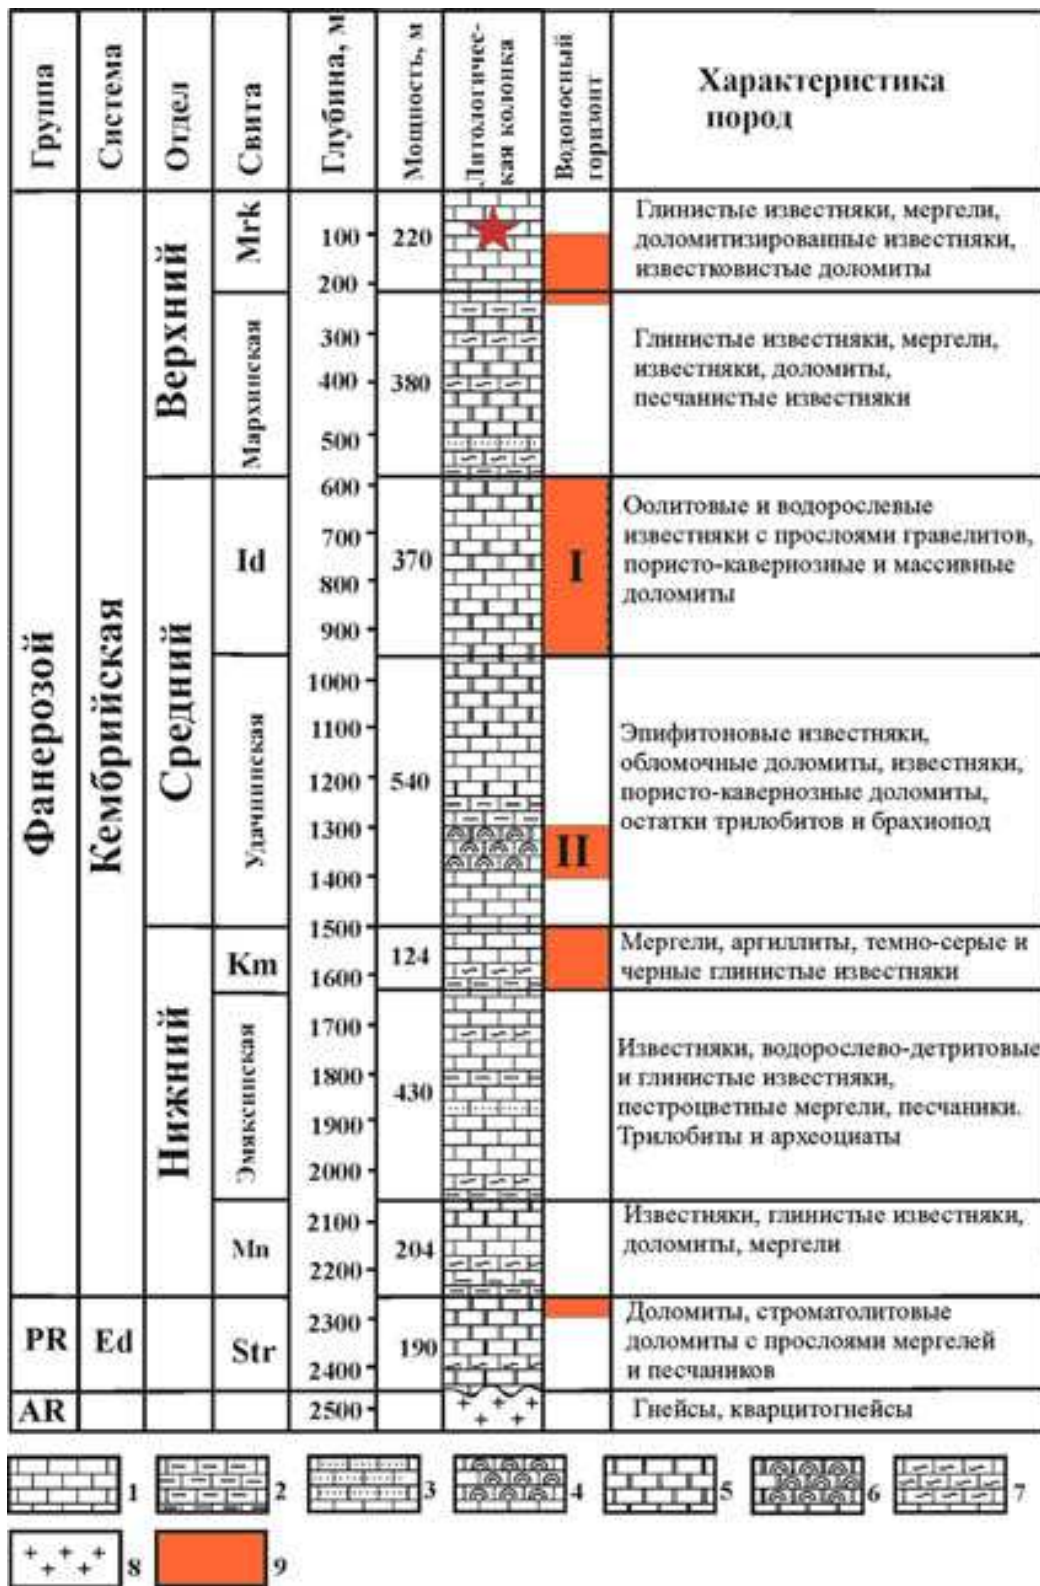 Группа
Система
Отдел
Свита
Глубина, м
Мощность, м
Литологичес-
кая колонка
Водоносный
горизонт
Характеристика
пород
Фанерозой
Кембрийская
Верхний
Mrk
100
200
220
Глинистые известняки, мергели,
доломитизированные известняки,
известковистые доломиты
Мархинская
300
400
500
380
Глинистые известняки, мергели,
известняки, доломиты,
песчанистые известняки
Средний
Id
600
700
800
900
370
I
Оолитовые и водорослевые
известняки с прослоями гравелитов,
пористо-кавернозные и массивные
доломиты
Удачнинская
1000
1100
1200
1300
1400
540
II
Эпифитоновые известняки,
обломочные доломиты, известняки,
пористо-кавернозные доломиты,
остатки трилобитов и брахиопод
Нижний
Km
1500
1600
124
Мергели, аргиллиты, темно-серые и
черные глинистые известняки
Эмяксинская
1700
1800
1900
2000
430
Известняки, водорослево-детритовые
и глинистые известняки,
пестроцветные мергели, песчаники.
Трилобиты и археоциаты
Mn
2100
2200
204
Известняки, глинистые известняки,
доломиты, мергели
PR
Ed
Str
2300
2400
190
Доломиты, строматолитовые
доломиты с прослоями мергелей
и песчаников
AR
2500
Гнейсы, кварцитогнейсы
1
2
3
4
5
6
7
8
9